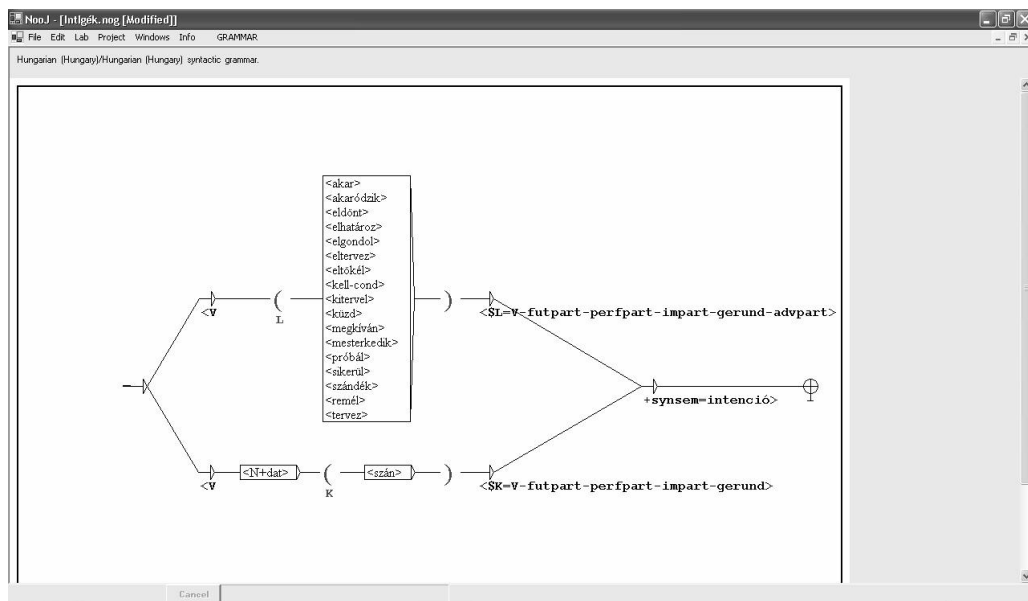 NooJ - [Intlgék.nog [Modified]]
File Edit Lab Project Windows Info GRAMMAR
Hungarian (Hungary)/Hungarian (Hungary) syntactic grammar.
<akar>
<akaródzik>
<eldönt>
<elhatároz>
<elgondol>
<eltervez>
<eltökél>
<kell-cond>
<kitervel>
<küzd>
<megkíván>
<mesterkedik>
<próbál>
<sikerül>
<szándék>
<remél>
<tervez>
<V
(
L
)
<$L=V-futpart-perfpart-impart-gerund-advpart>
+synsem=intenció>
<V
<N+dat>
(
K
<szán>
)
<$K=V-futpart-perfpart-impart-gerund>
Cancel